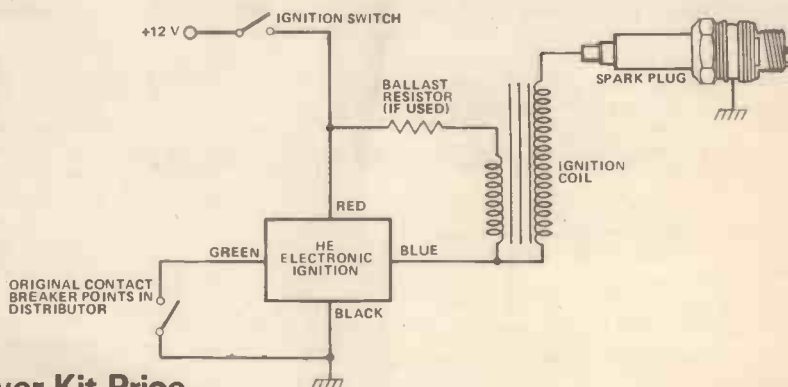 IGNITION SWITCH
+12 V
SPARK PLUG
BALLAST
RESISTOR
(IF USED)
IGNITION
COIL
RED
GREEN
HE
ELECTRONIC
IGNITION
BLUE
ORIGINAL CONTACT
BREAKER POINTS IN
DISTRIBUTOR
BLACK
Kit Price